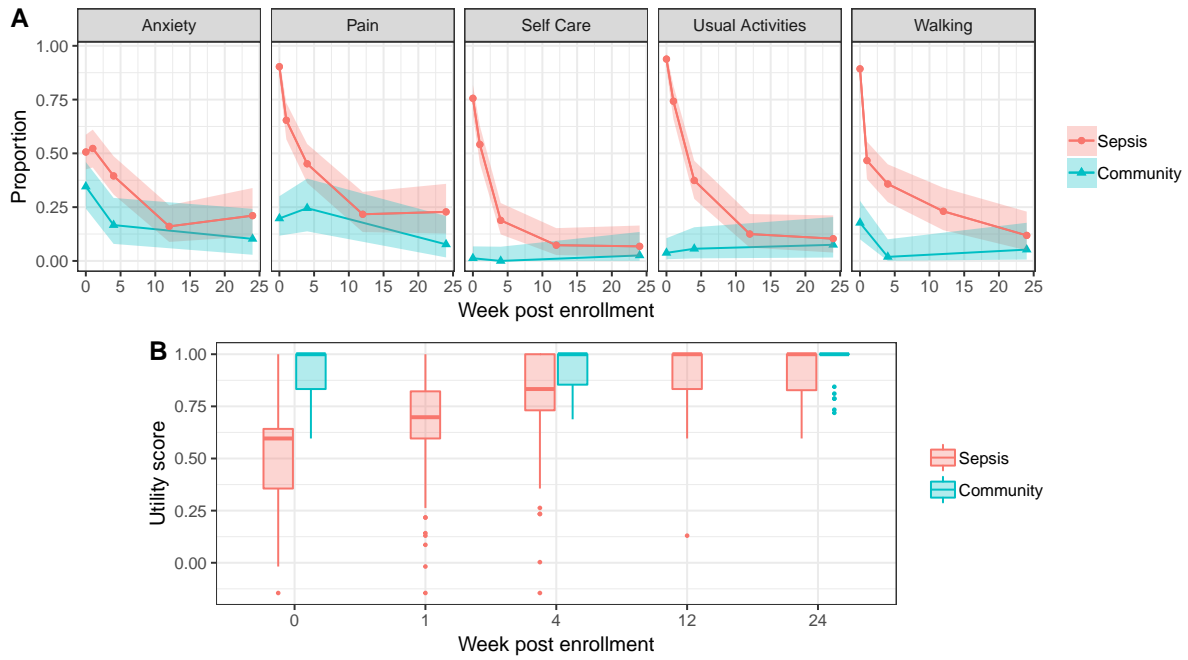 A
Anxiety Pain Self Care Usual Activities Walking
1.00
0.75
0.50
0.25
0.00
Proportion
0 5 10 15 20 25 0 5 10 15 20 25 0 5 10 15 20 25 0 5 10 15 20 25 0 5 10 15 20 25
Week post enrollment
Sepsis
Community
B
1.00
0.75
0.50
0.25
0.00
Utility score
0 1 4 12 24
Week post enrollment
Sepsis
Community